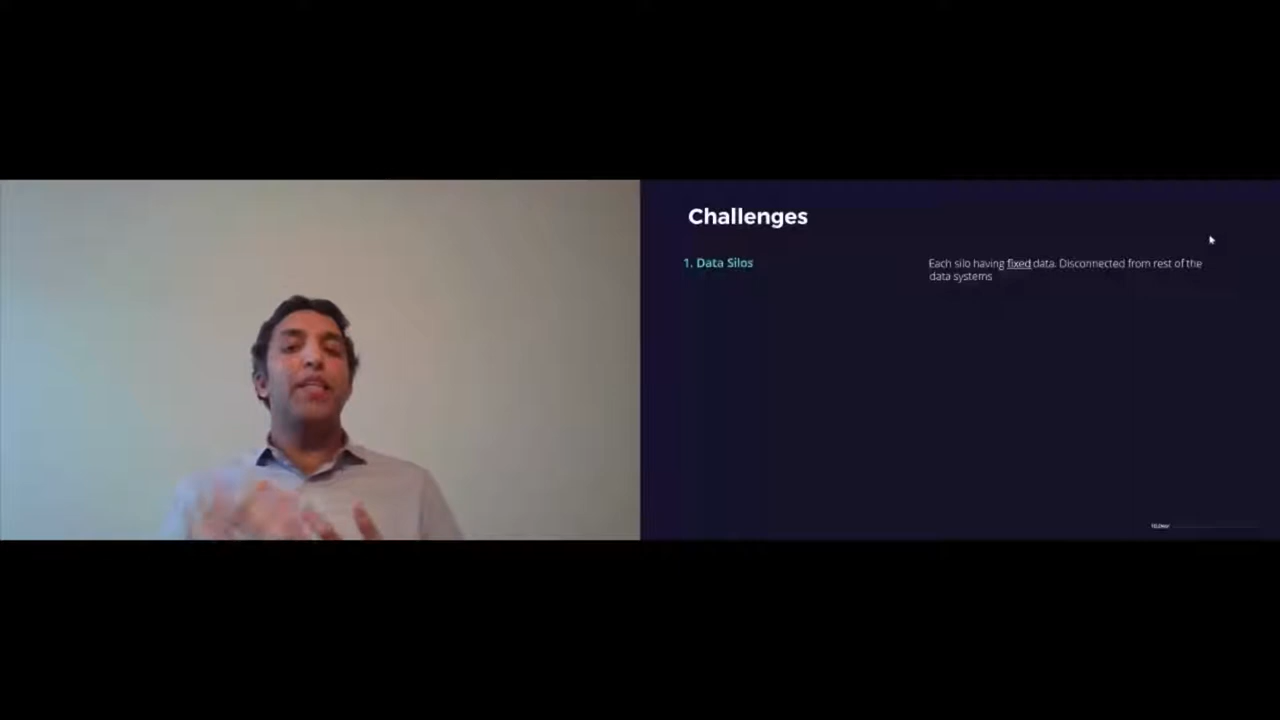 Challenges
1. Data Silos
Each silo having fixed data. Disconnected from rest of the
data systems